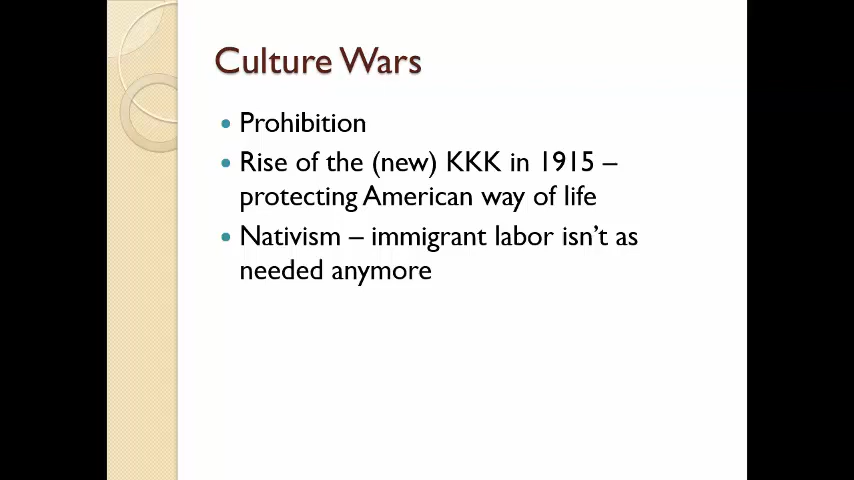 Culture Wars
• Prohibition
• Rise of the (new) KKK in 1915 –
protecting American way of life
• Nativism – immigrant labor isn’t as
needed anymore